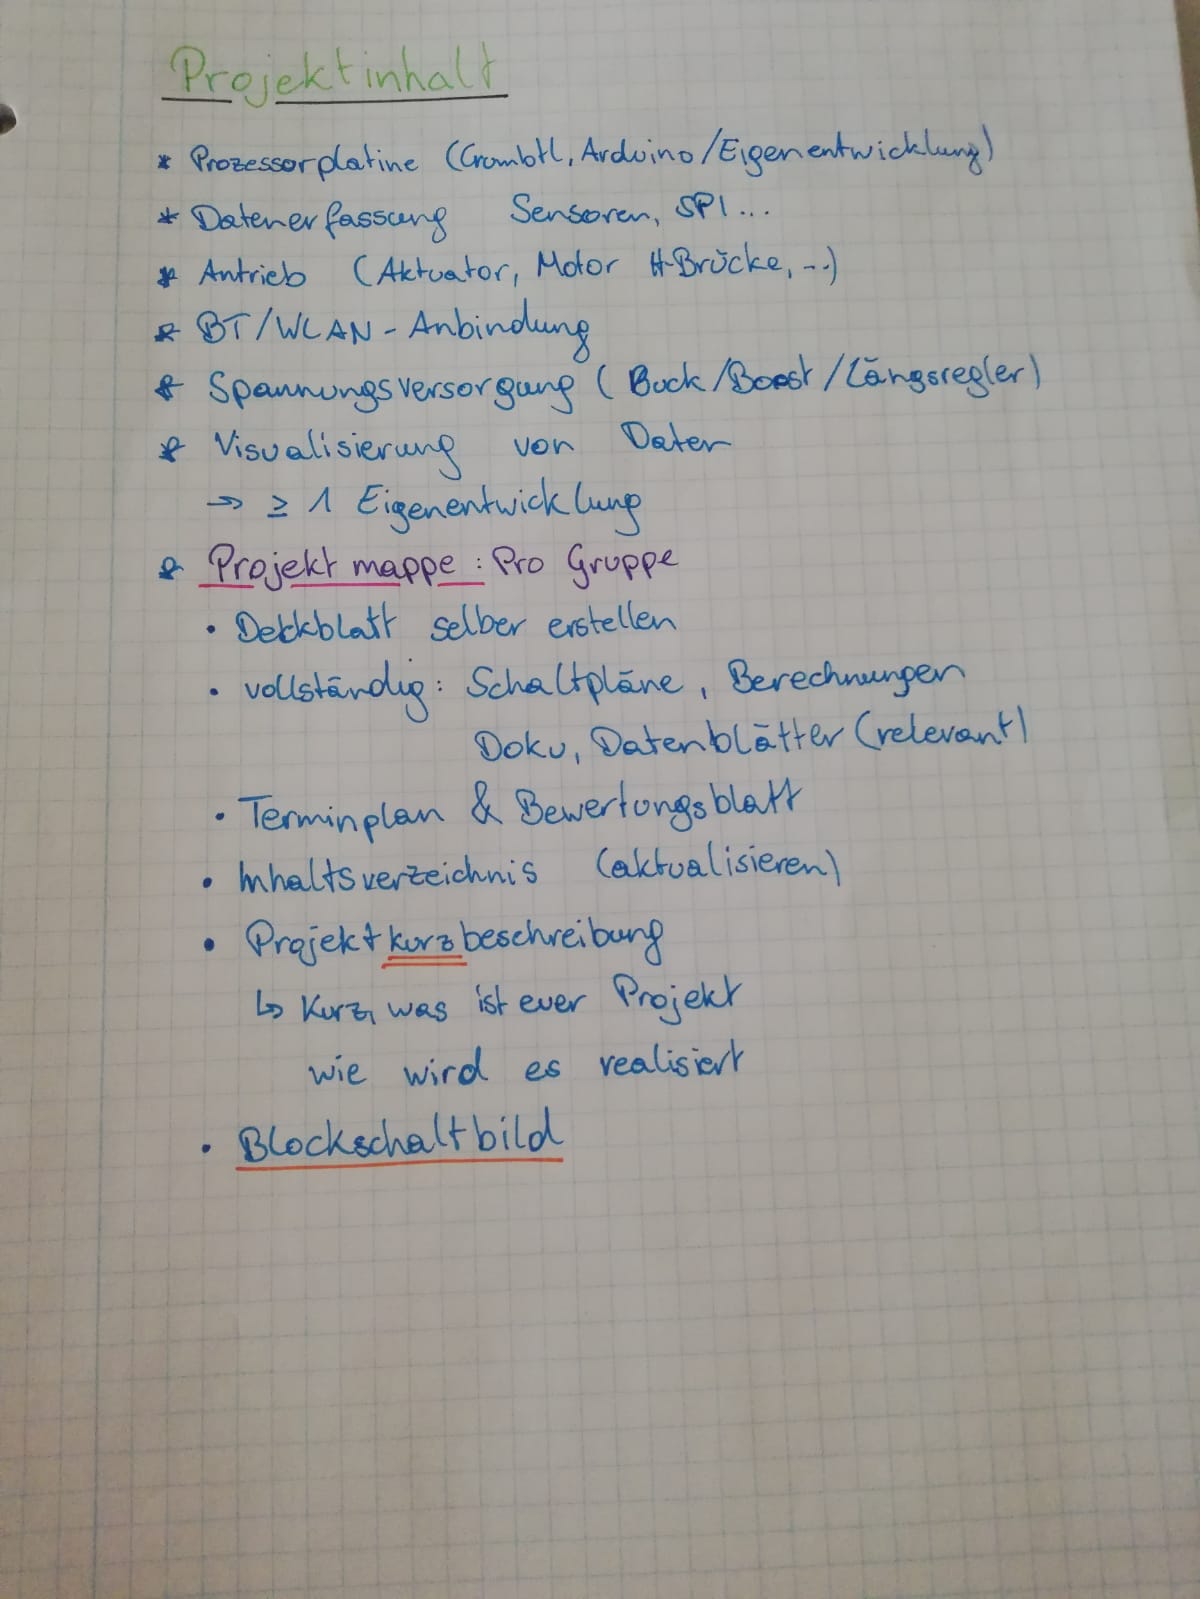 Projektinhalt
* Prozessorplatine (Crumbtl, Arduino/Eigenentwicklung)
* Datenerfassung Sensoren, SPI...
* Antrieb (Aktuator, Motor H-Brücke, ...)
* BT/WLAN-Anbindung
* Spannungsversorgung (Buck/Boost/Längsregler)
* Visualisierung von Daten
→ ≥ 1 Eigenentwicklung
* Projektmappe: Pro Gruppe
• Deckblatt selber erstellen
• vollständig: Schaltpläne, Berechnungen
Doku, Datenblätter (relevant)
• Terminplan & Bewertungsblatt
• Inhaltsverzeichnis (aktualisieren)
• Projektkurzbeschreibung
↳ Kurz, was ist euer Projekt
wie wird es realisiert
• Blockschaltbild